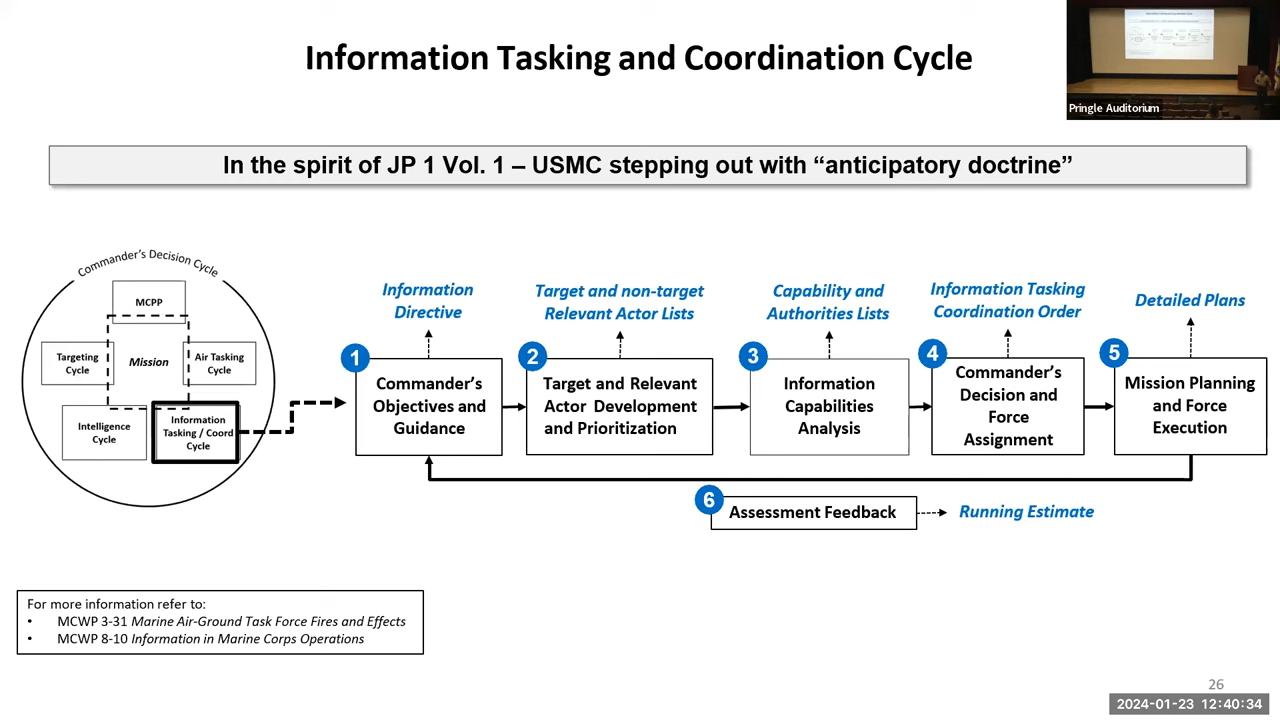 Information Tasking and Coordination Cycle
Pringle Auditorium
In the spirit of JP 1 Vol. 1 – USMC stepping out with “anticipatory doctrine”
Commander’s Decision Cycle
MCPP
Targeting
Cycle
Mission
Air Tasking
Cycle
Intelligence
Cycle
Information
Tasking / Coord
Cycle
Information
Directive
1
Commander’s
Objectives and
Guidance
Target and non-target
Relevant Actor Lists
2
Target and Relevant
Actor Development
and Prioritization
Capability and
Authorities Lists
3
Information
Capabilities
Analysis
Information Tasking
Coordination Order
4
Commander’s
Decision and
Force
Assignment
Detailed Plans
5
Mission Planning
and Force
Execution
6
Assessment Feedback
Running Estimate
For more information refer to:
• MCWP 3-31 Marine Air-Ground Task Force Fires and Effects
• MCWP 8-10 Information in Marine Corps Operations
26
2024-01-23 12:40:34